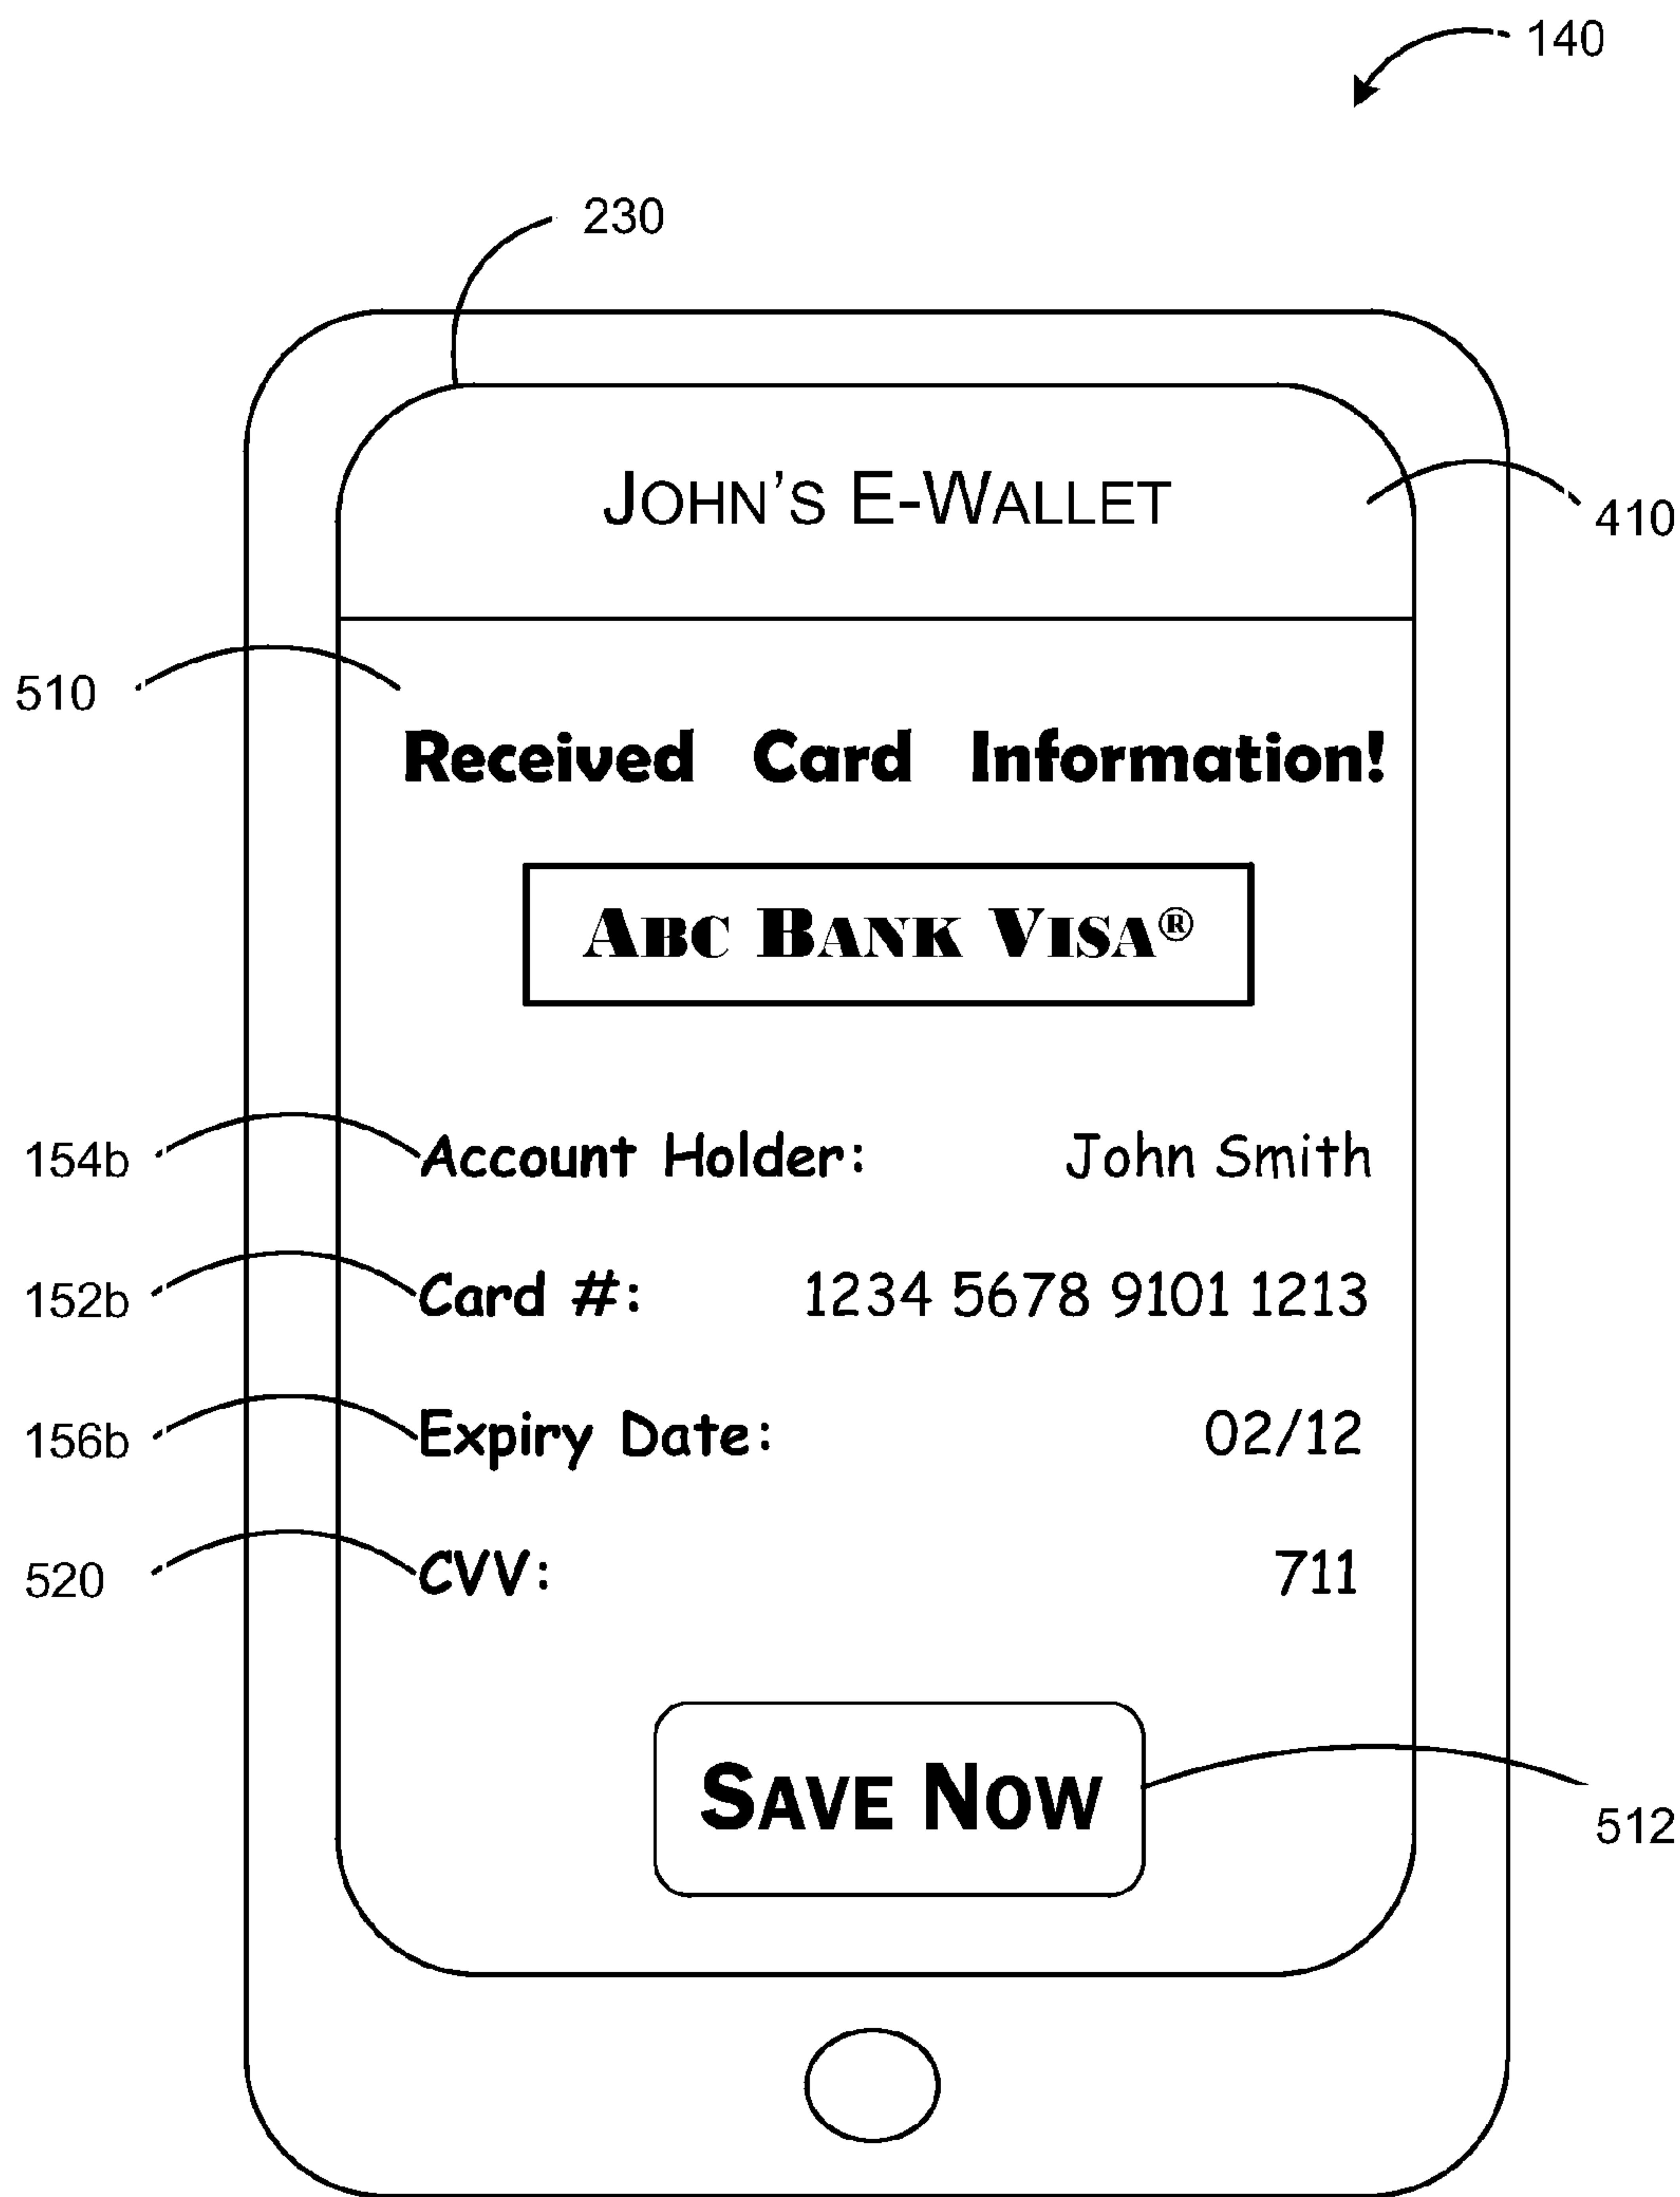 140
230
JOHN'S E-WALLET
410
510
Received Card Information!
ABC BANK VISA®
154b Account Holder: John Smith
152b Card #: 1234 5678 9101 1213
156b Expiry Date: 02/12
520 CVV: 711
SAVE NOW
512